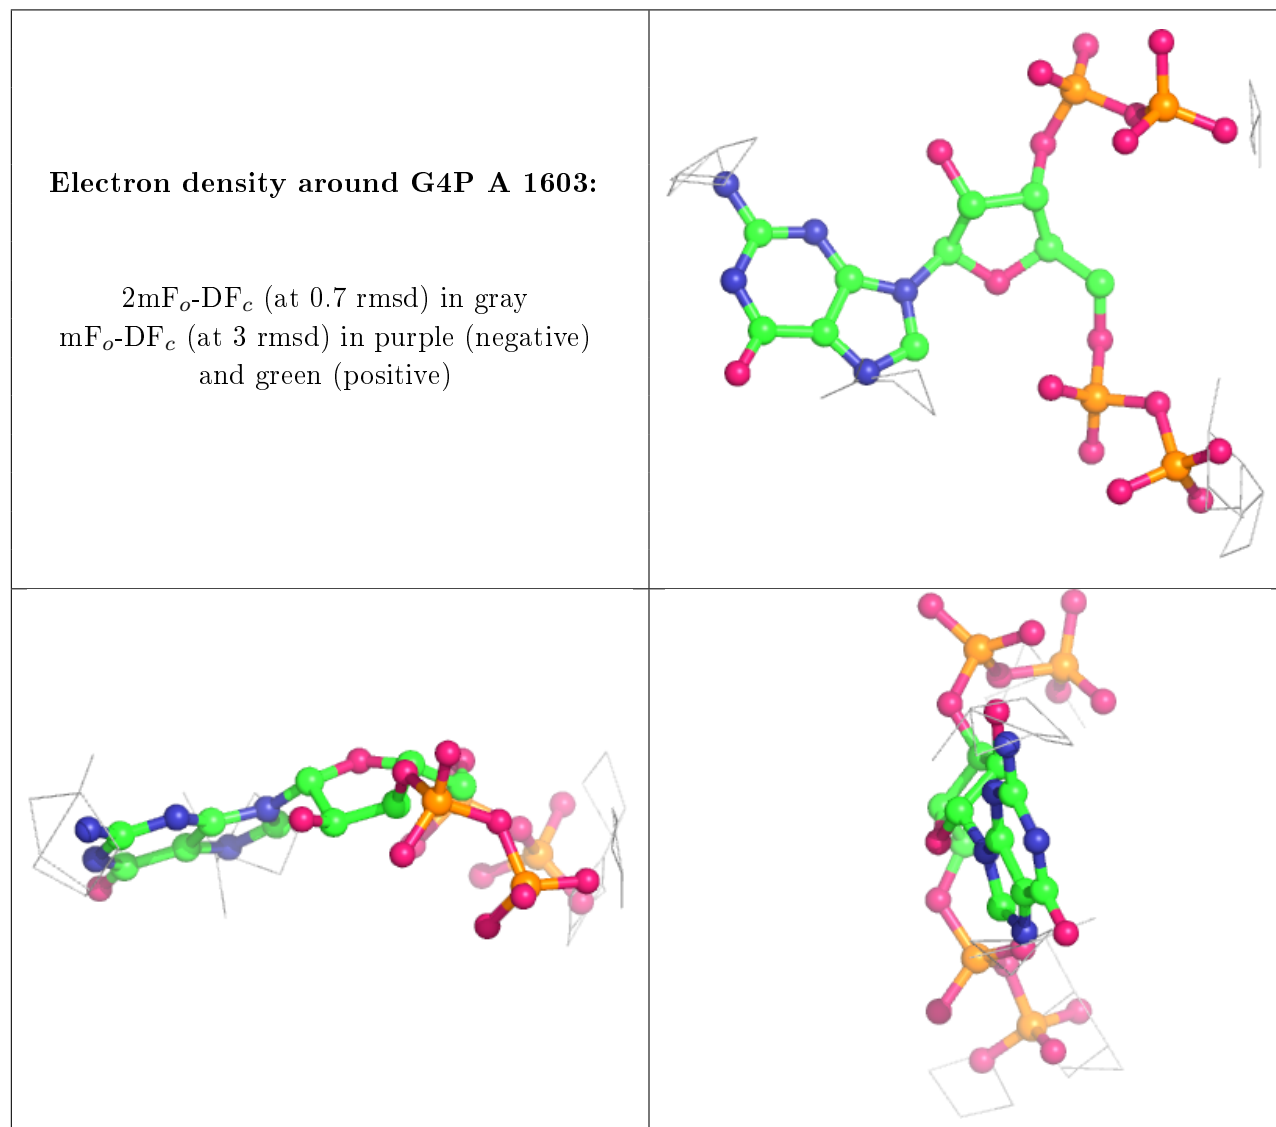 Electron density around G4P A 1603:
2mFo-DFc (at 0.7 rmsd) in gray
mFo-DFc (at 3 rmsd) in purple (negative)
and green (positive)